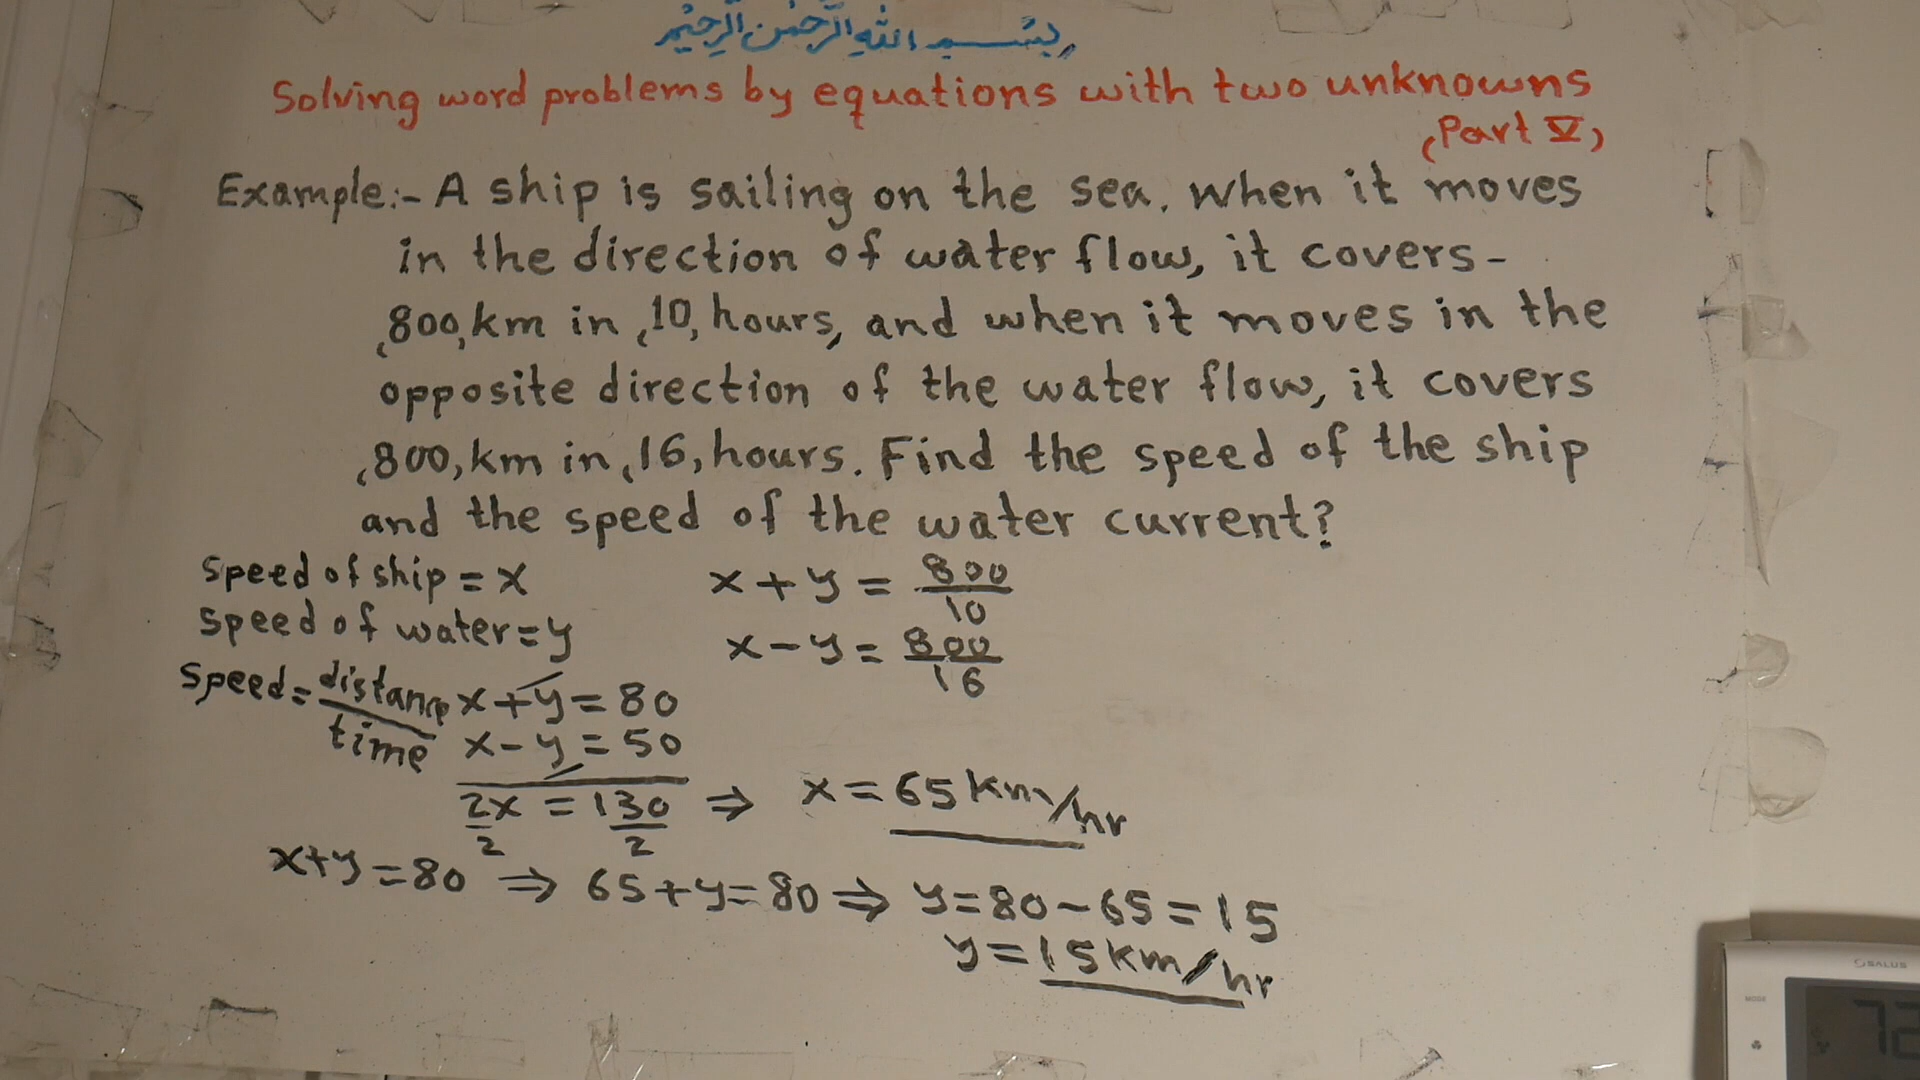 بِسْمِ اللهِ الرَّحْمٰنِ الرَّحِيْمِ
Solving word problems by equations with two unknowns
(Part V)
Example:- A ship is sailing on the sea. When it moves
in the direction of water flow, it covers-
(800)km in (10) hours, and when it moves in the
opposite direction of the water flow, it covers
(800)km in (16) hours. Find the speed of the ship
and the speed of the water current?
Speed of ship = x
x + y = 800/10
Speed of water = y
x - y = 800/16
Speed = distance/time
x + y = 80
x - y = 50
2x/2 = 130/2 ⇒ x = 65 km/hr
x+y = 80 ⇒ 65+y = 80 ⇒ y = 80 - 65 = 15
y = 15 km/hr
SALUS
MODE
72